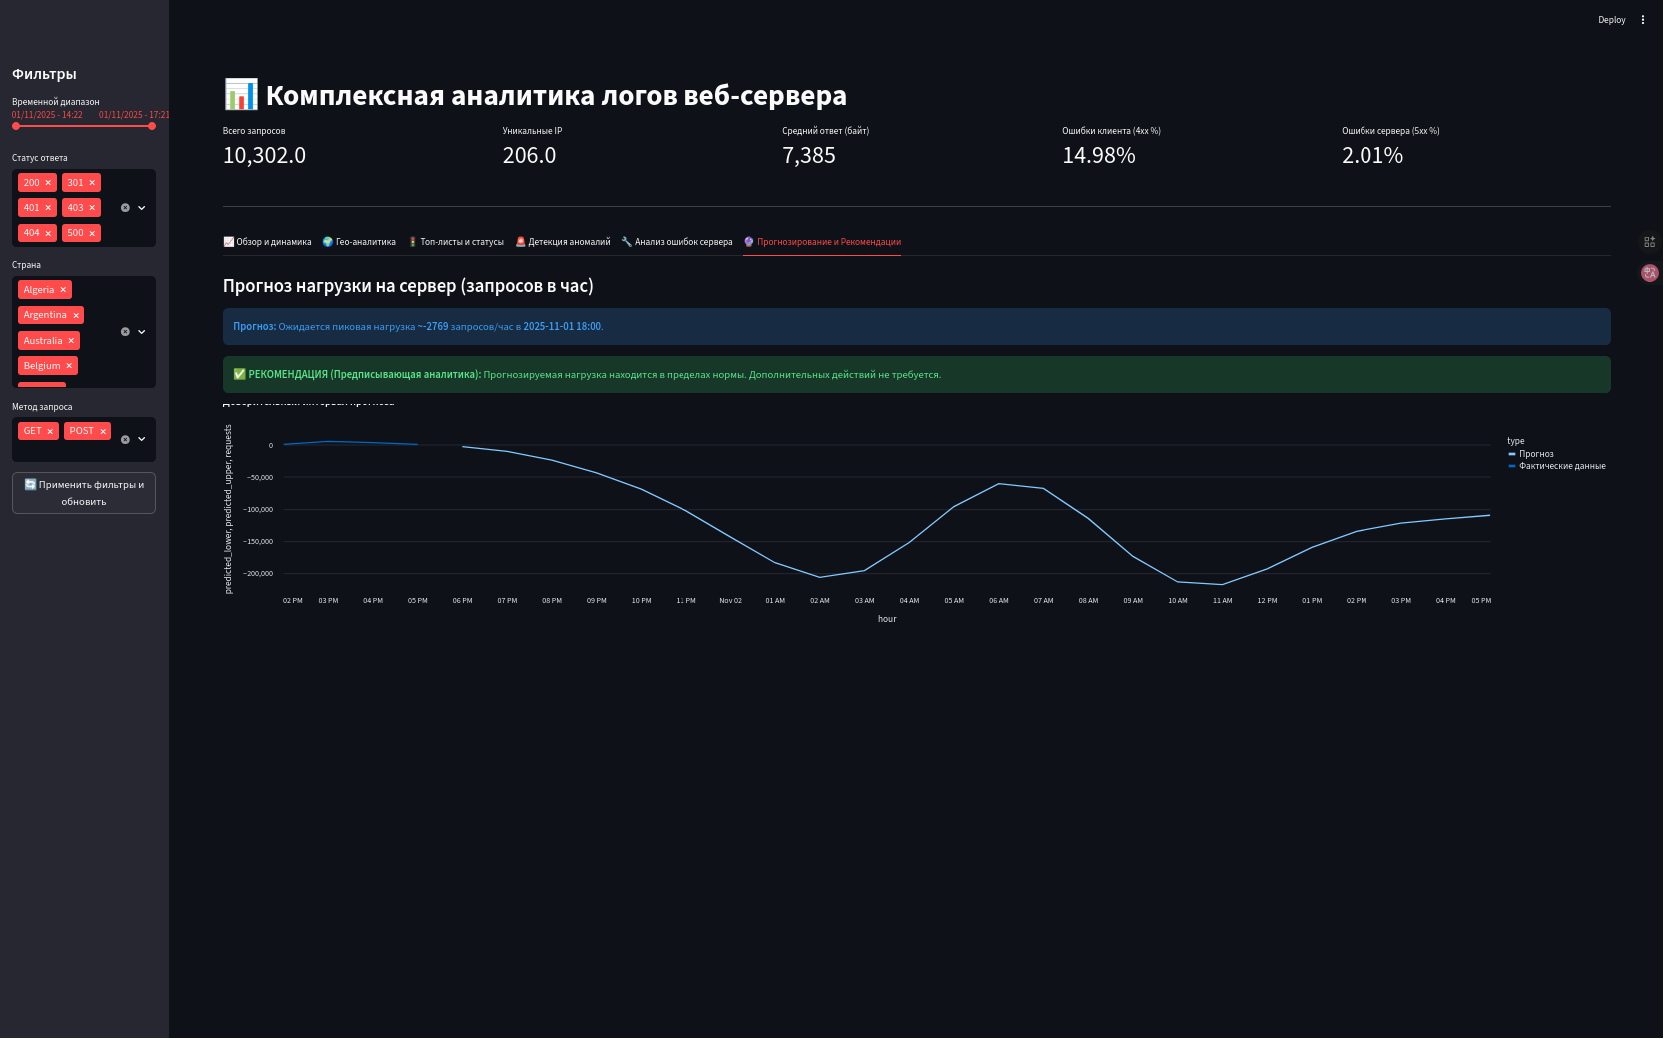 Deploy
Фильтры
Временной диапазон
01/11/2025 - 14:22 01/11/2025 - 17:21
Статус ответа
200 301
401 403
404 500
Страна
Algeria
Argentina
Australia
Belgium
Метод запроса
GET POST
🔄 Применить фильтры и
обновить
📊 Комплексная аналитика логов веб-сервера
Всего запросов Уникальные IP Средний ответ (байт) Ошибки клиента (4xx %) Ошибки сервера (5xx %)
10,302.0 206.0 7,385 14.98% 2.01%
📈 Обзор и динамика 🌍 Гео-аналитика 🚦 Топ-листы и статусы 🚨 Детекция аномалий 🔧 Анализ ошибок сервера 🔮 Прогнозирование и Рекомендации
Прогноз нагрузки на сервер (запросов в час)
Прогноз: Ожидается пиковая нагрузка ~-2769 запросов/час в 2025-11-01 18:00.
✅ РЕКОМЕНДАЦИЯ (Предписывающая аналитика): Прогнозируемая нагрузка находится в пределах нормы. Дополнительных действий не требуется.
Доверительный интервал прогноза
predicted_lower, predicted_upper, requests
0
−50,000
−100,000
−150,000
−200,000
02 PM 03 PM 04 PM 05 PM 06 PM 07 PM 08 PM 09 PM 10 PM 11 PM Nov 02 01 AM 02 AM 03 AM 04 AM 05 AM 06 AM 07 AM 08 AM 09 AM 10 AM 11 AM 12 PM 01 PM 02 PM 03 PM 04 PM 05 PM
hour
type
Прогноз
Фактические данные